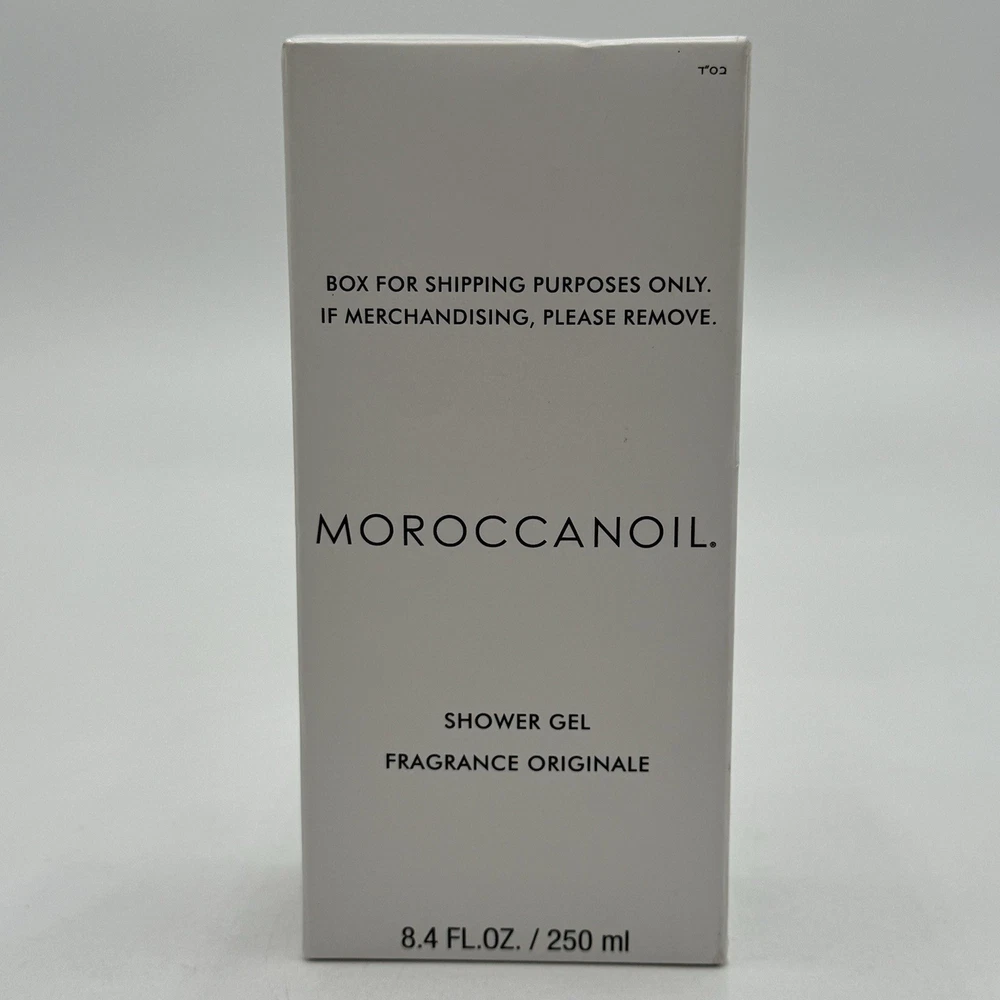 בס"ד
BOX FOR SHIPPING PURPOSES ONLY.
IF MERCHANDISING, PLEASE REMOVE.
MOROCCANOIL®
SHOWER GEL
FRAGRANCE ORIGINALE
8.4 FL.OZ. / 250 ml